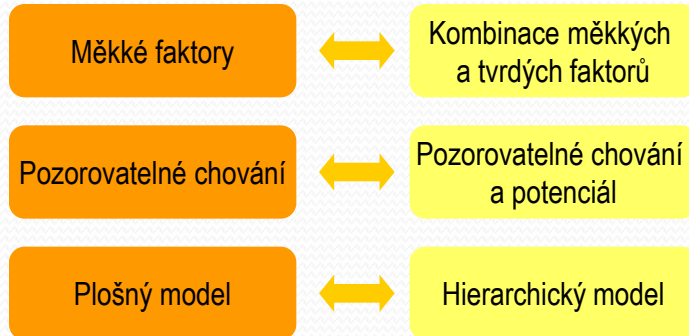 Měkké faktory
Kombinace měkkých
a tvrdých faktorů
Pozorovatelné chování
Pozorovatelné chování
a potenciál
Plošný model
Hierarchický model